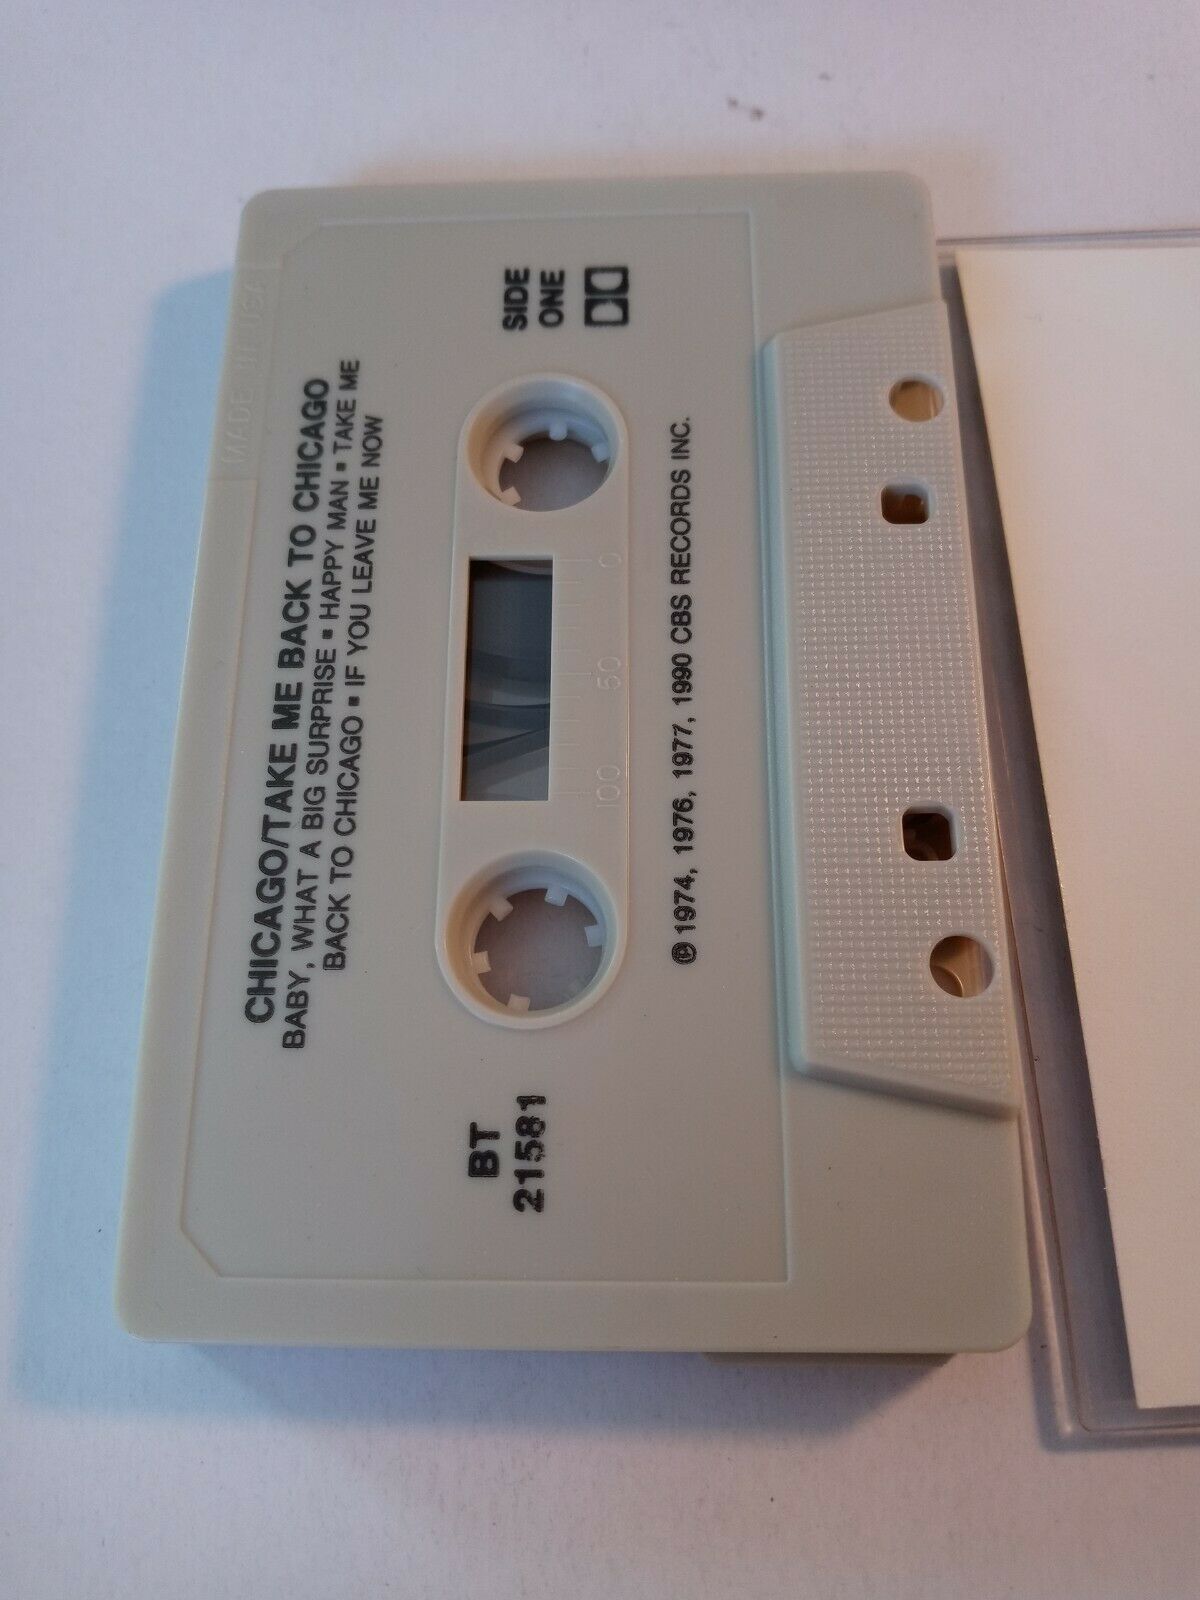 MADE IN USA
CHICAGO/TAKE ME BACK TO CHICAGO
BABY, WHAT A BIG SURPRISE ▪ HAPPY MAN ▪ TAKE ME
BACK TO CHICAGO ▪ IF YOU LEAVE ME NOW
BT
21581
100 50 0
SIDE
ONE
℗ 1974, 1976, 1977, 1990 CBS RECORDS INC.